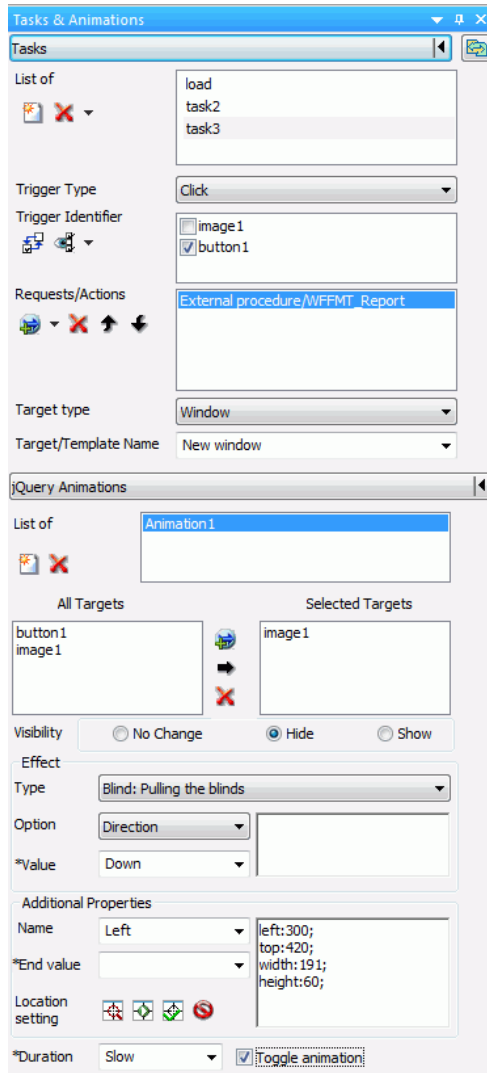 Tasks & Animations
Tasks
List of
load
task2
task3
Trigger Type
Click
Trigger Identifier
image1
button1
Requests/Actions
External procedure/WFFMT_Report
Target type
Window
Target/Template Name
New window
jQuery Animations
List of
Animation1
All Targets
Selected Targets
button1
image1
image1
Visibility
No Change
Hide
Show
Effect
Type
Blind: Pulling the blinds
Option
Direction
*Value
Down
Additional Properties
Name
Left
left:300;
top:420;
width:191;
height:60;
*End value
Location
setting
*Duration
Slow
Toggle animation